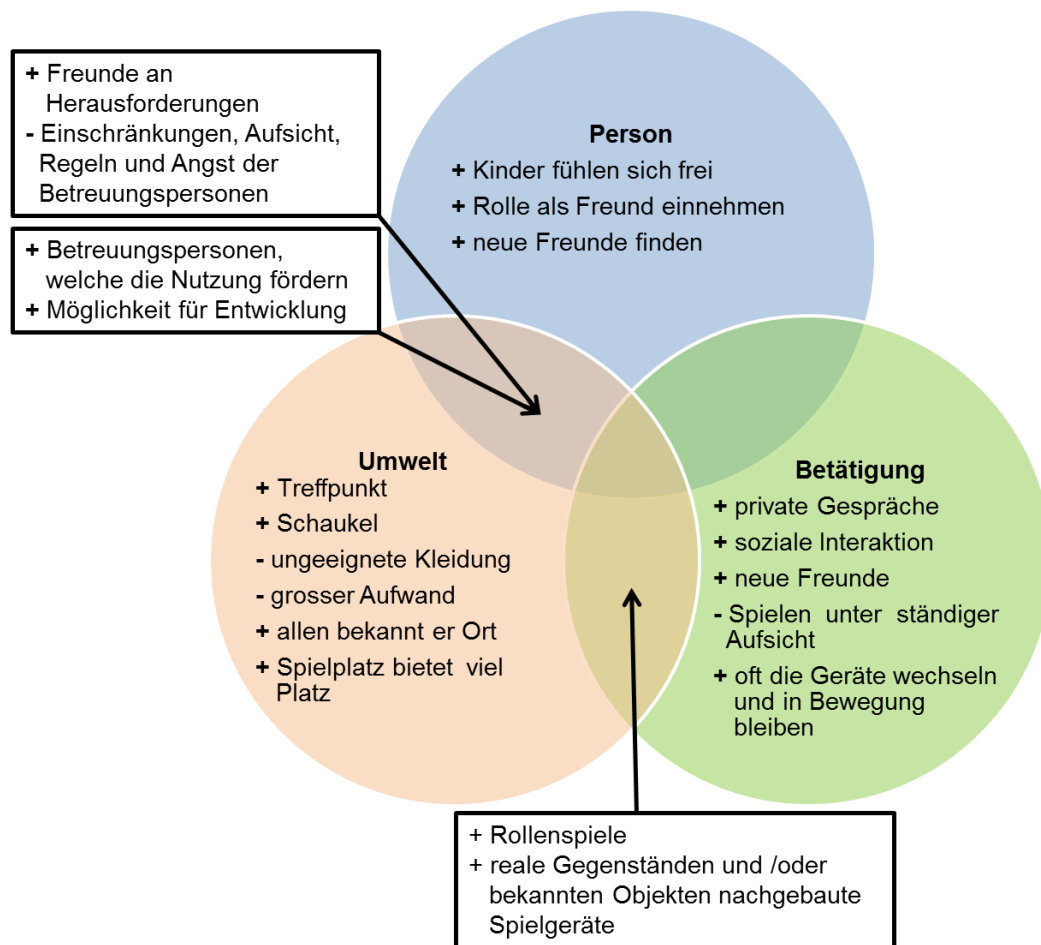 + Freunde an
Herausforderungen
- Einschränkungen, Aufsicht,
Regeln und Angst der
Betreuungspersonen
+ Betreuungspersonen,
welche die Nutzung fördern
+ Möglichkeit für Entwicklung
Person
+ Kinder fühlen sich frei
+ Rolle als Freund einnehmen
+ neue Freunde finden
Umwelt
+ Treffpunkt
+ Schaukel
- ungeeignete Kleidung
- grosser Aufwand
+ allen bekannt er Ort
+ Spielplatz bietet viel
Platz
Betätigung
+ private Gespräche
+ soziale Interaktion
+ neue Freunde
- Spielen unter ständiger
Aufsicht
+ oft die Geräte wechseln
und in Bewegung
bleiben
+ Rollenspiele
+ reale Gegenständen und /oder
bekannten Objekten nachgebaute
Spielgeräte